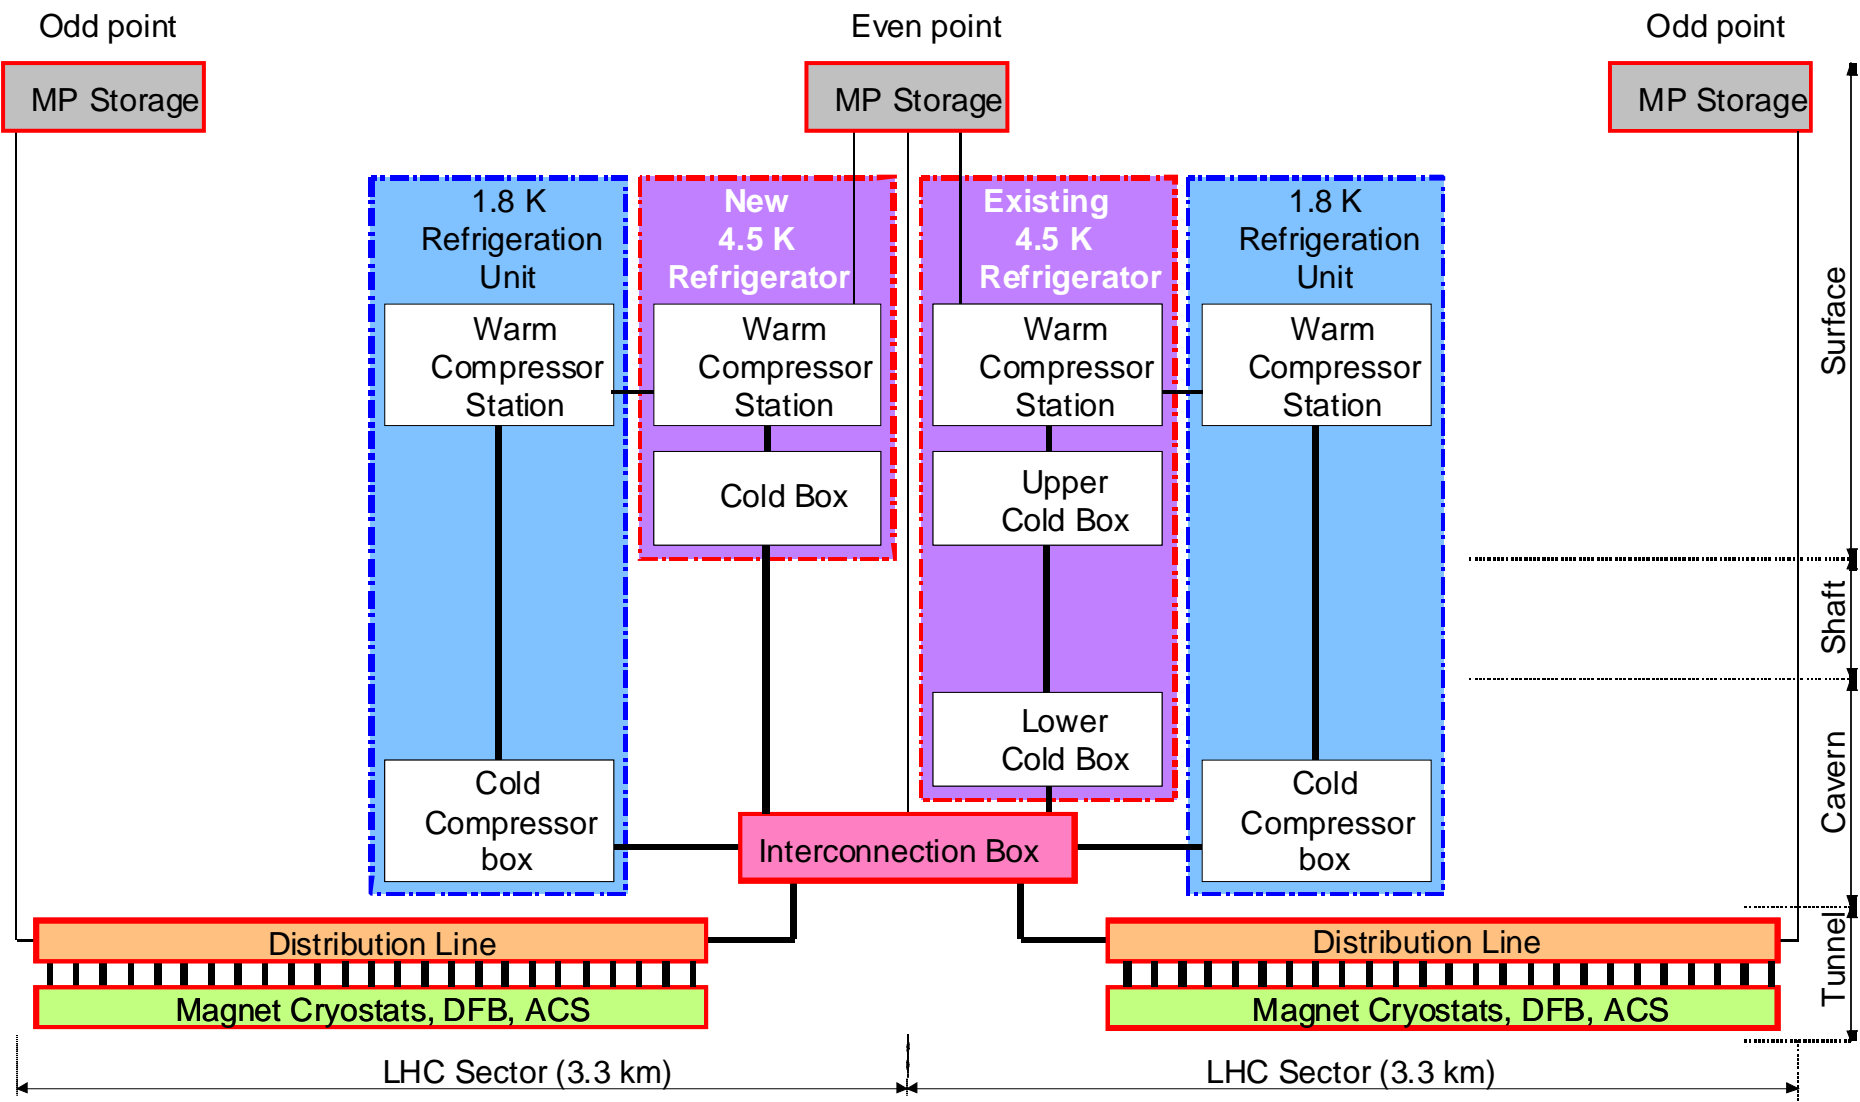 Odd point
Even point
Odd point
MP Storage
MP Storage
MP Storage
1.8 K
Refrigeration
Unit
New
4.5 K
Refrigerator
Existing
4.5 K
Refrigerator
1.8 K
Refrigeration
Unit
Warm
Compressor
Station
Warm
Compressor
Station
Warm
Compressor
Station
Warm
Compressor
Station
Cold Box
Upper
Cold Box
Lower
Cold Box
Cold
Compressor
box
Cold
Compressor
box
Interconnection Box
Distribution Line
Distribution Line
Magnet Cryostats, DFB, ACS
Magnet Cryostats, DFB, ACS
LHC Sector (3.3 km)
LHC Sector (3.3 km)
Surface
Shaft
Cavern
Tunnel